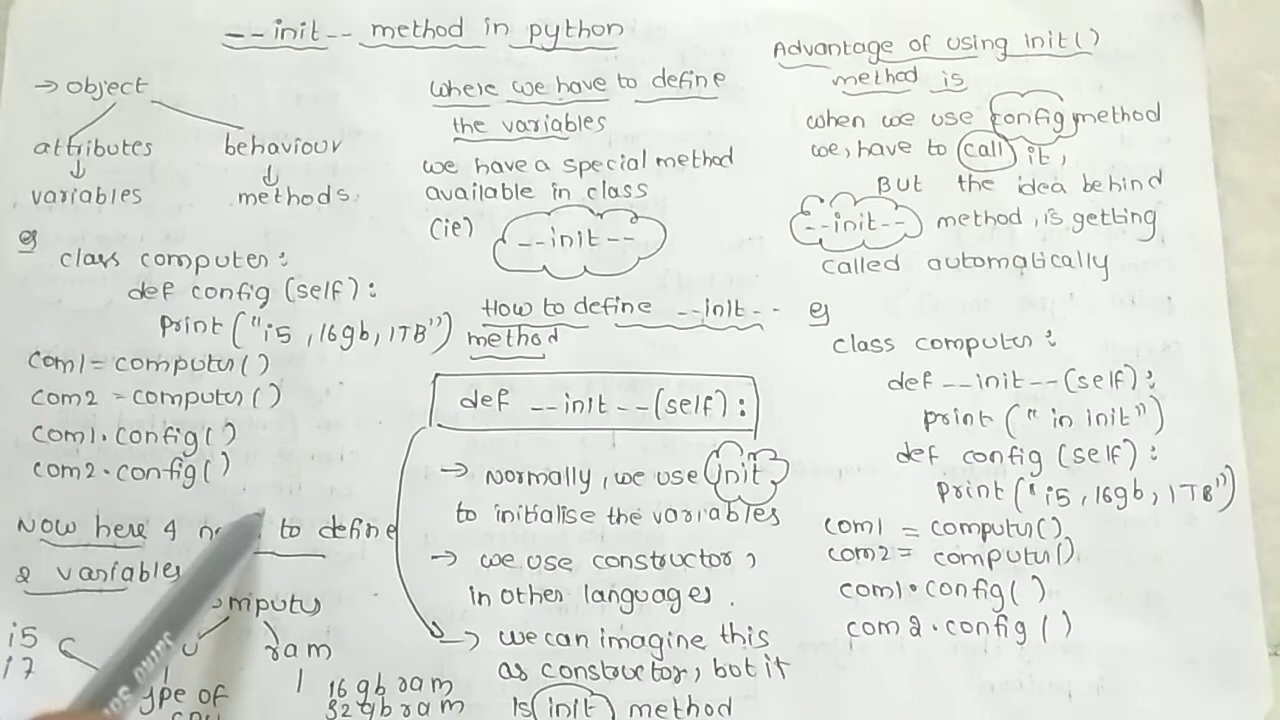 --init-- method in python
→ object
attributes behaviour
↓ ↓
variables methods.
eg
class computer:
def config (self):
print ("i5, 16gb, 1TB")
com1 = computer()
com2 = computer()
com1.config()
com2.config()
Now here to define
2 variables
ram
i5
i7
ype of
16gb ram
32gb ram
where we have to define
the variables
we have a special method
available in class
(ie) --init--
How to define --init--
method
def --init--(self):
→ Normally, we use init
to initialise the variables
→ we use constructor,
in other languages.
→ we can imagine this
as constructor, but it
is init method
Advantage of using init()
method is
when we use config method
we, have to call it,
But the idea behind
--init-- method, is getting
called automatically
eg
class computer:
def --init--(self):
print ("in init")
def config (self):
print ("i5, 16gb, 1TB")
com1 = computer()
com2 = computer()
com1.config()
com2.config()